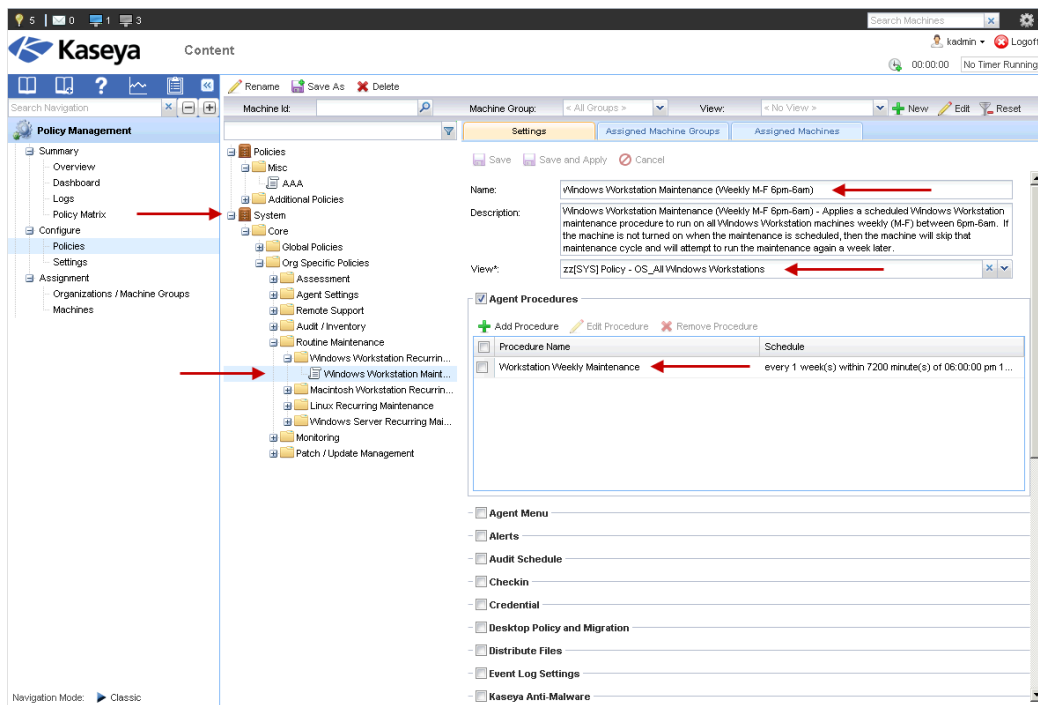 5 0 1 3 Search Machines
Kaseya Content kadmin Logoff
00:00:00 No Timer Running
Rename Save As Delete
Search Navigation Machine Id: Machine Group: < All Groups > View: < No View > New Edit Reset
Policy Management Settings Assigned Machine Groups Assigned Machines
Summary
Overview
Dashboard
Logs
Policy Matrix
Configure
Policies
Settings
Assignment
Organizations / Machine Groups
Machines
Policies
Misc
AAA
Additional Policies
System
Core
Global Policies
Org Specific Policies
Assessment
Agent Settings
Remote Support
Audit / Inventory
Routine Maintenance
Windows Workstation Recurrin...
Windows Workstation Maint...
Macintosh Workstation Recurrin...
Linux Recurring Maintenance
Windows Server Recurring Mai...
Monitoring
Patch / Update Management
Save Save and Apply Cancel
Name: Windows Workstation Maintenance (Weekly M-F 6pm-6am)
Description: Windows Workstation Maintenance (Weekly M-F 6pm-6am) - Applies a scheduled Windows Workstation
maintenance procedure to run on all Windows Workstation machines weekly (M-F) between 6pm-6am. If
the machine is not turned on when the maintenance is scheduled, then the machine will skip that
maintenance cycle and will attempt to run the maintenance again a week later.
View*: zz[SYS] Policy - OS_All Windows Workstations
Agent Procedures
Add Procedure Edit Procedure Remove Procedure
Procedure Name Schedule
Workstation Weekly Maintenance every 1 week(s) within 7200 minute(s) of 06:00:00 pm 1...
Agent Menu
Alerts
Audit Schedule
Checkin
Credential
Desktop Policy and Migration
Distribute Files
Event Log Settings
Kaseya Anti-Malware
Navigation Mode: Classic